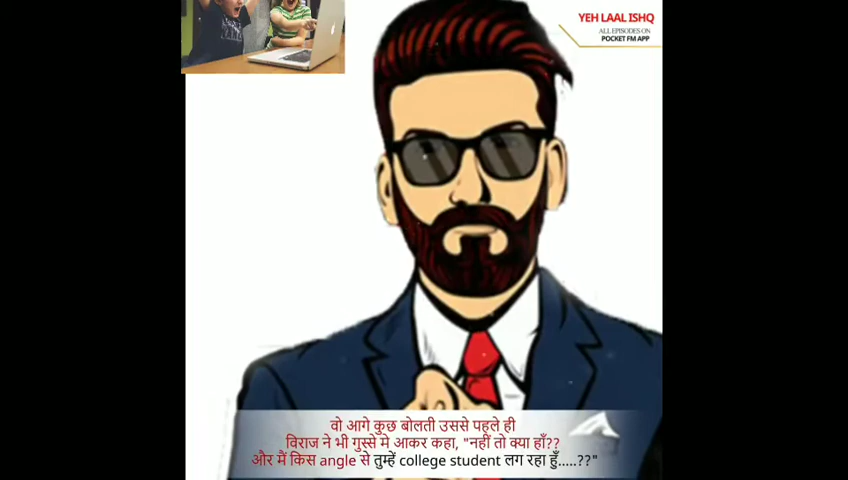 YEH LAAL ISHQ
ALL EPISODES ON
POCKET FM APP
वो आगे कुछ बोलती उससे पहले ही
विराज ने भी गुस्से मे आकर कहा, "नहीं तो क्या हाँ??
और मैं किस angle से तुम्हें college student लग रहा हुँ.....??"